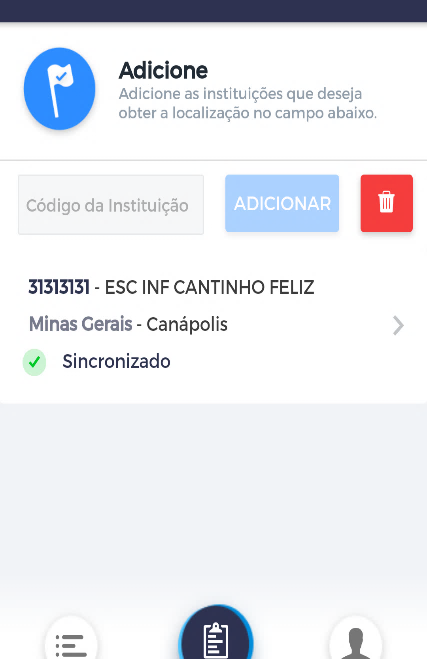 Adicione
Adicione as instituições que deseja
obter a localização no campo abaixo.
Código da Instituição
ADICIONAR
31313131 - ESC INF CANTINHO FELIZ
Minas Gerais - Canápolis
Sincronizado